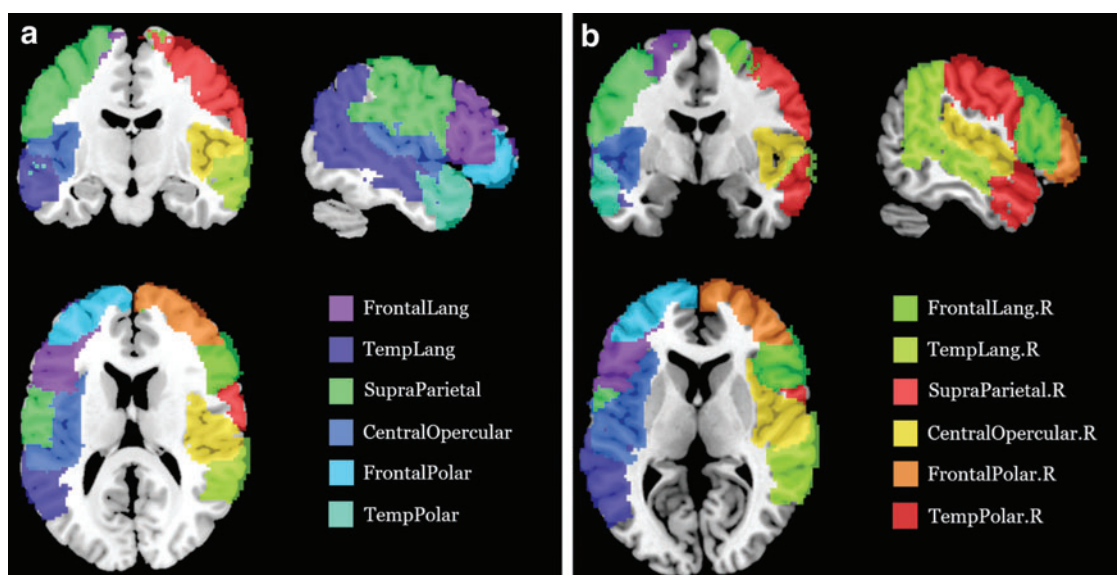 a
FrontalLang
TempLang
SupraParietal
CentralOpercular
FrontalPolar
TempPolar
b
FrontalLang.R
TempLang.R
SupraParietal.R
CentralOpercular.R
FrontalPolar.R
TempPolar.R